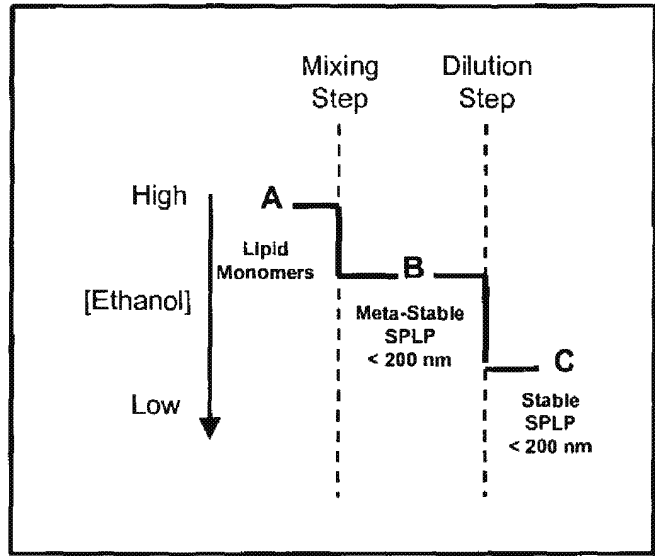 Mixing
Step
Dilution
Step
High
A
Lipid
Monomers
[Ethanol]
B
Meta-Stable
SPLP
< 200 nm
Low
C
Stable
SPLP
< 200 nm